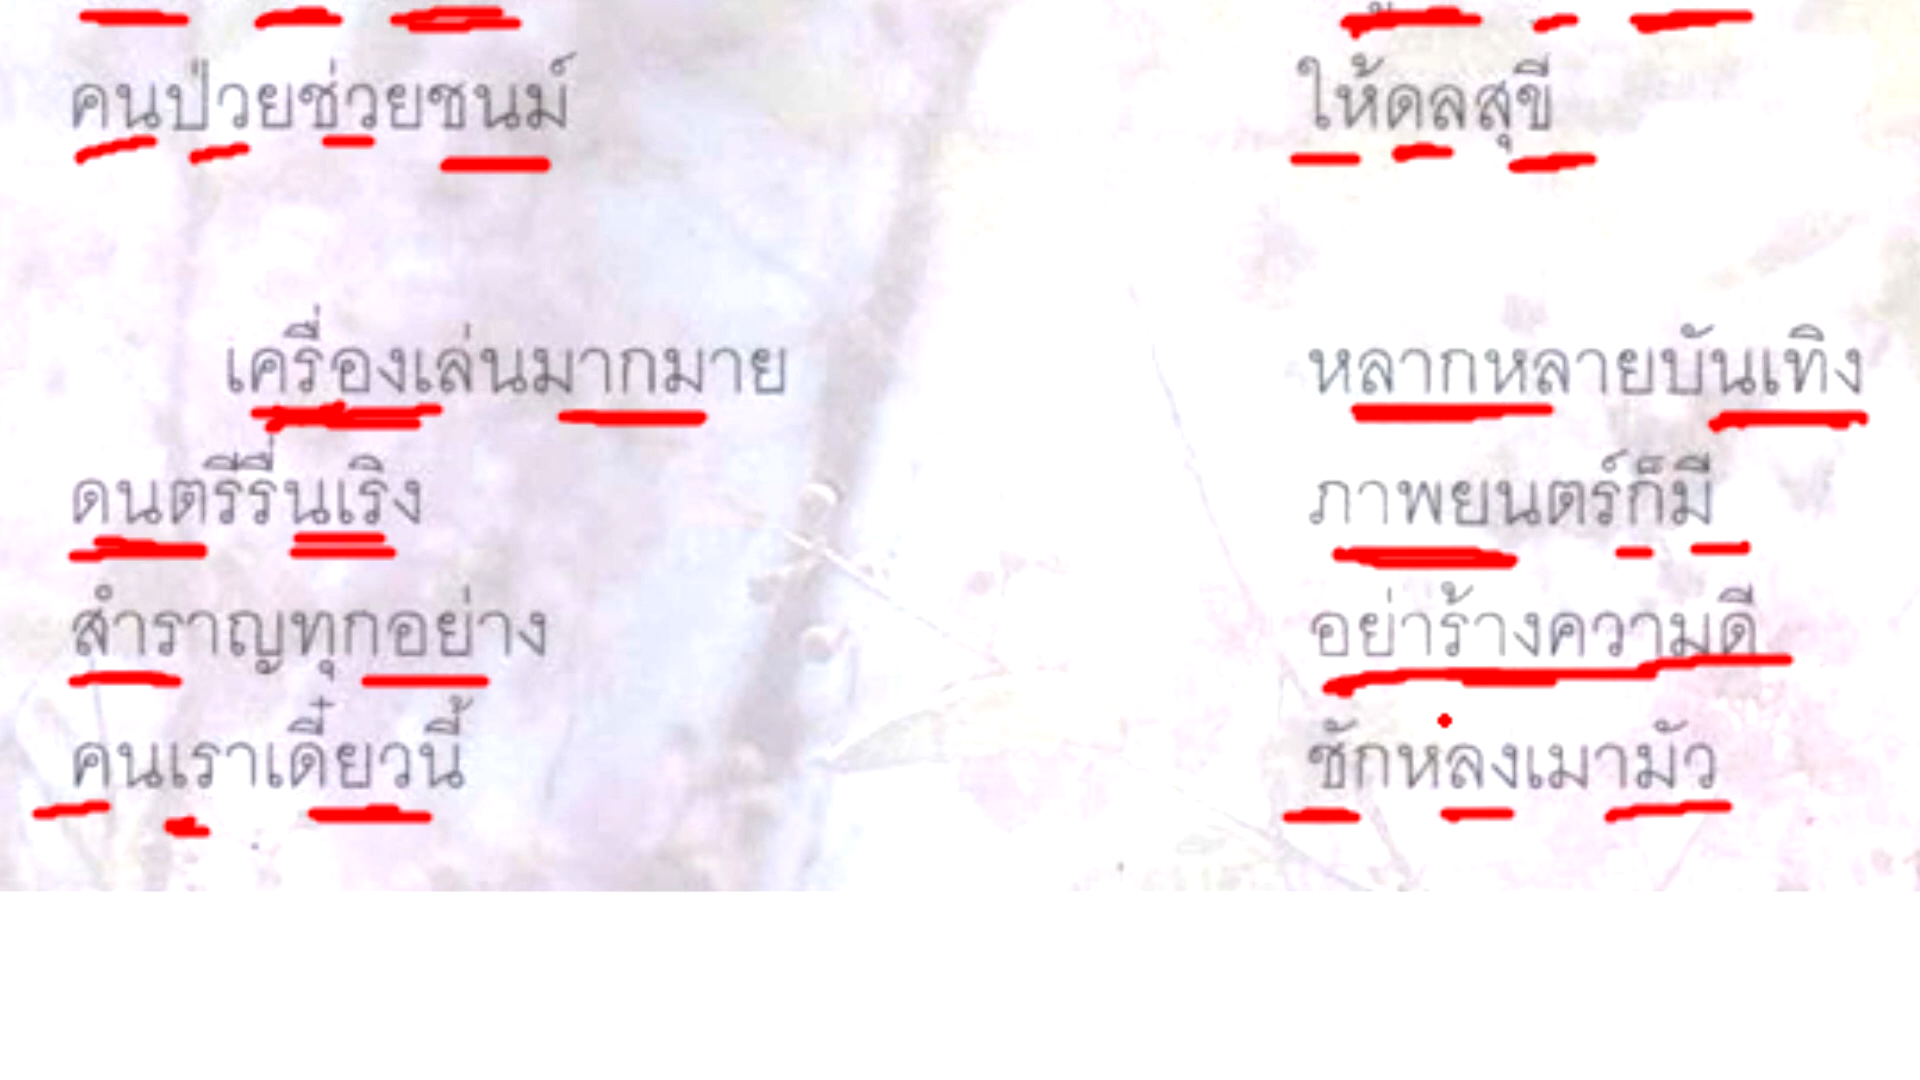 คนป่วยช่วยชนม์ ให้ดลสุขี
เครื่องเล่นมากมาย หลากหลายบันเทิง
ดนตรีรื่นเริง ภาพยนตร์ก็มี
สำราญทุกอย่าง อย่าร้างความดี
คนเราเดี๋ยวนี้ ชักหลงเมามัว